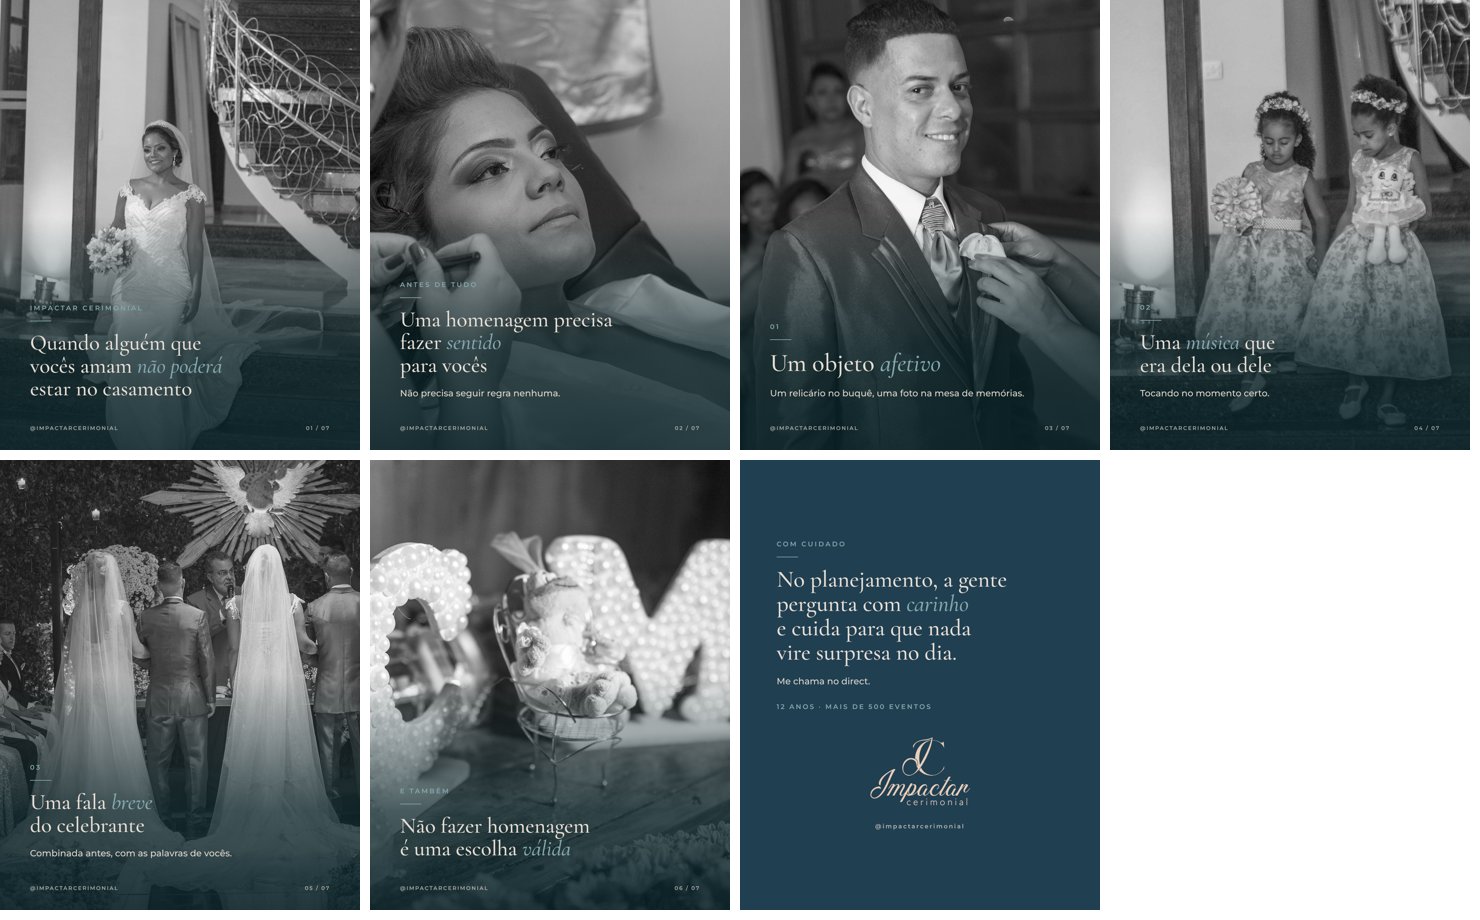 IMPACTAR CERIMONIAL
Quando alguém que
vocês amam não poderá
estar no casamento
@IMPACTARCERIMONIAL
01 / 07
ANTES DE TUDO
Uma homenagem precisa
fazer sentido
para vocês
Não precisa seguir regra nenhuma.
@IMPACTARCERIMONIAL
02 / 07
01
Um objeto afetivo
Um relicário no buquê, uma foto na mesa de memórias.
@IMPACTARCERIMONIAL
03 / 07
02
Uma música que
era dela ou dele
Tocando no momento certo.
@IMPACTARCERIMONIAL
04 / 07
03
Uma fala breve
do celebrante
Combinada antes, com as palavras de vocês.
@IMPACTARCERIMONIAL
05 / 07
E TAMBÉM
Não fazer homenagem
é uma escolha válida
@IMPACTARCERIMONIAL
06 / 07
COM CUIDADO
No planejamento, a gente
pergunta com carinho
e cuida para que nada
vire surpresa no dia.
Me chama no direct.
12 ANOS · MAIS DE 500 EVENTOS
Impactar
cerimonial
@impactarcerimonial